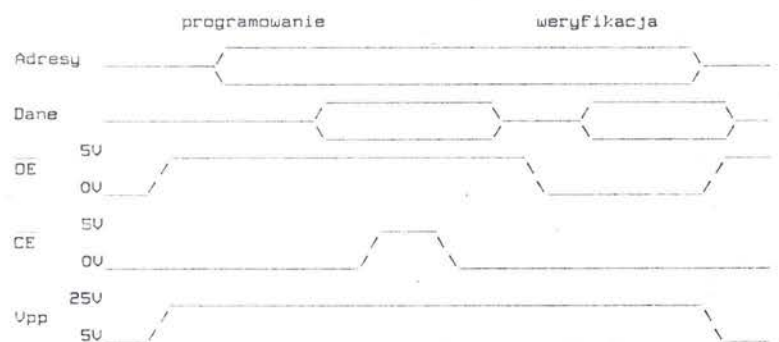 programowanie weryfikacja
Adresy
Dane
5V
OE
0V
5V
CE
0V
25V
Vpp
5V